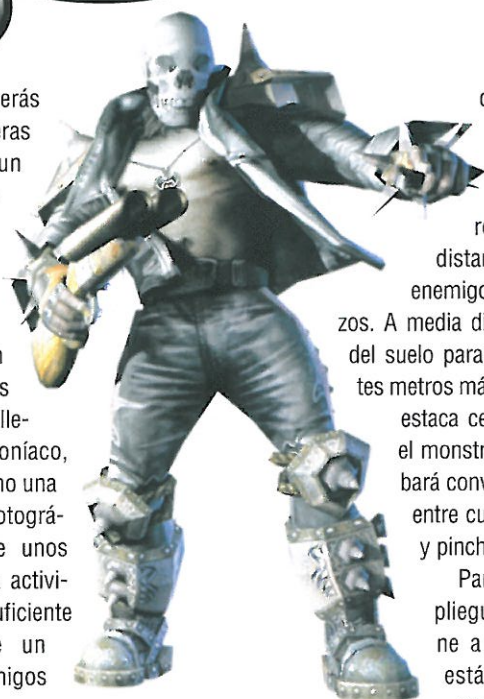 erás
eras
un
s
lle-
oníaco,
no una
otográ-
e unos
activi-
uficiente
e un
migos
re
distan
enemigo
zos. A media di
del suelo para
tes metros má
estaca ce
el monstr
bará conv
entre cu
y pinch
Par
pliegu
ne a
está